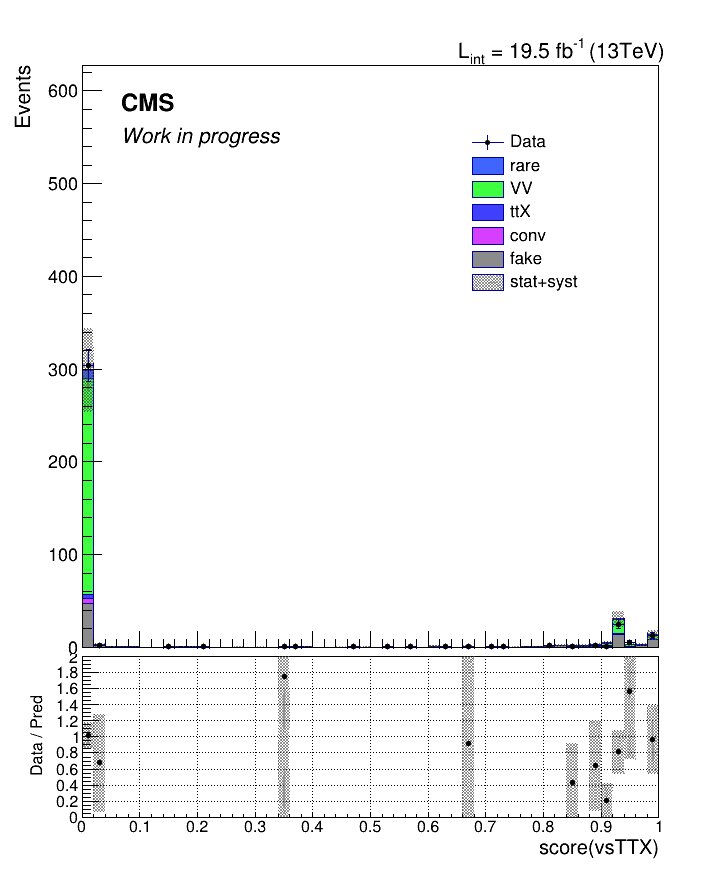 L_int = 19.5 fb^-1 (13TeV)
Events
CMS
Work in progress
Data
rare
VV
ttX
conv
fake
stat+syst
600
500
400
300
200
100
0
Data / Pred
2
1.8
1.6
1.4
1.2
1
0.8
0.6
0.4
0.2
0
0 0.1 0.2 0.3 0.4 0.5 0.6 0.7 0.8 0.9 1
score(vsTTX)